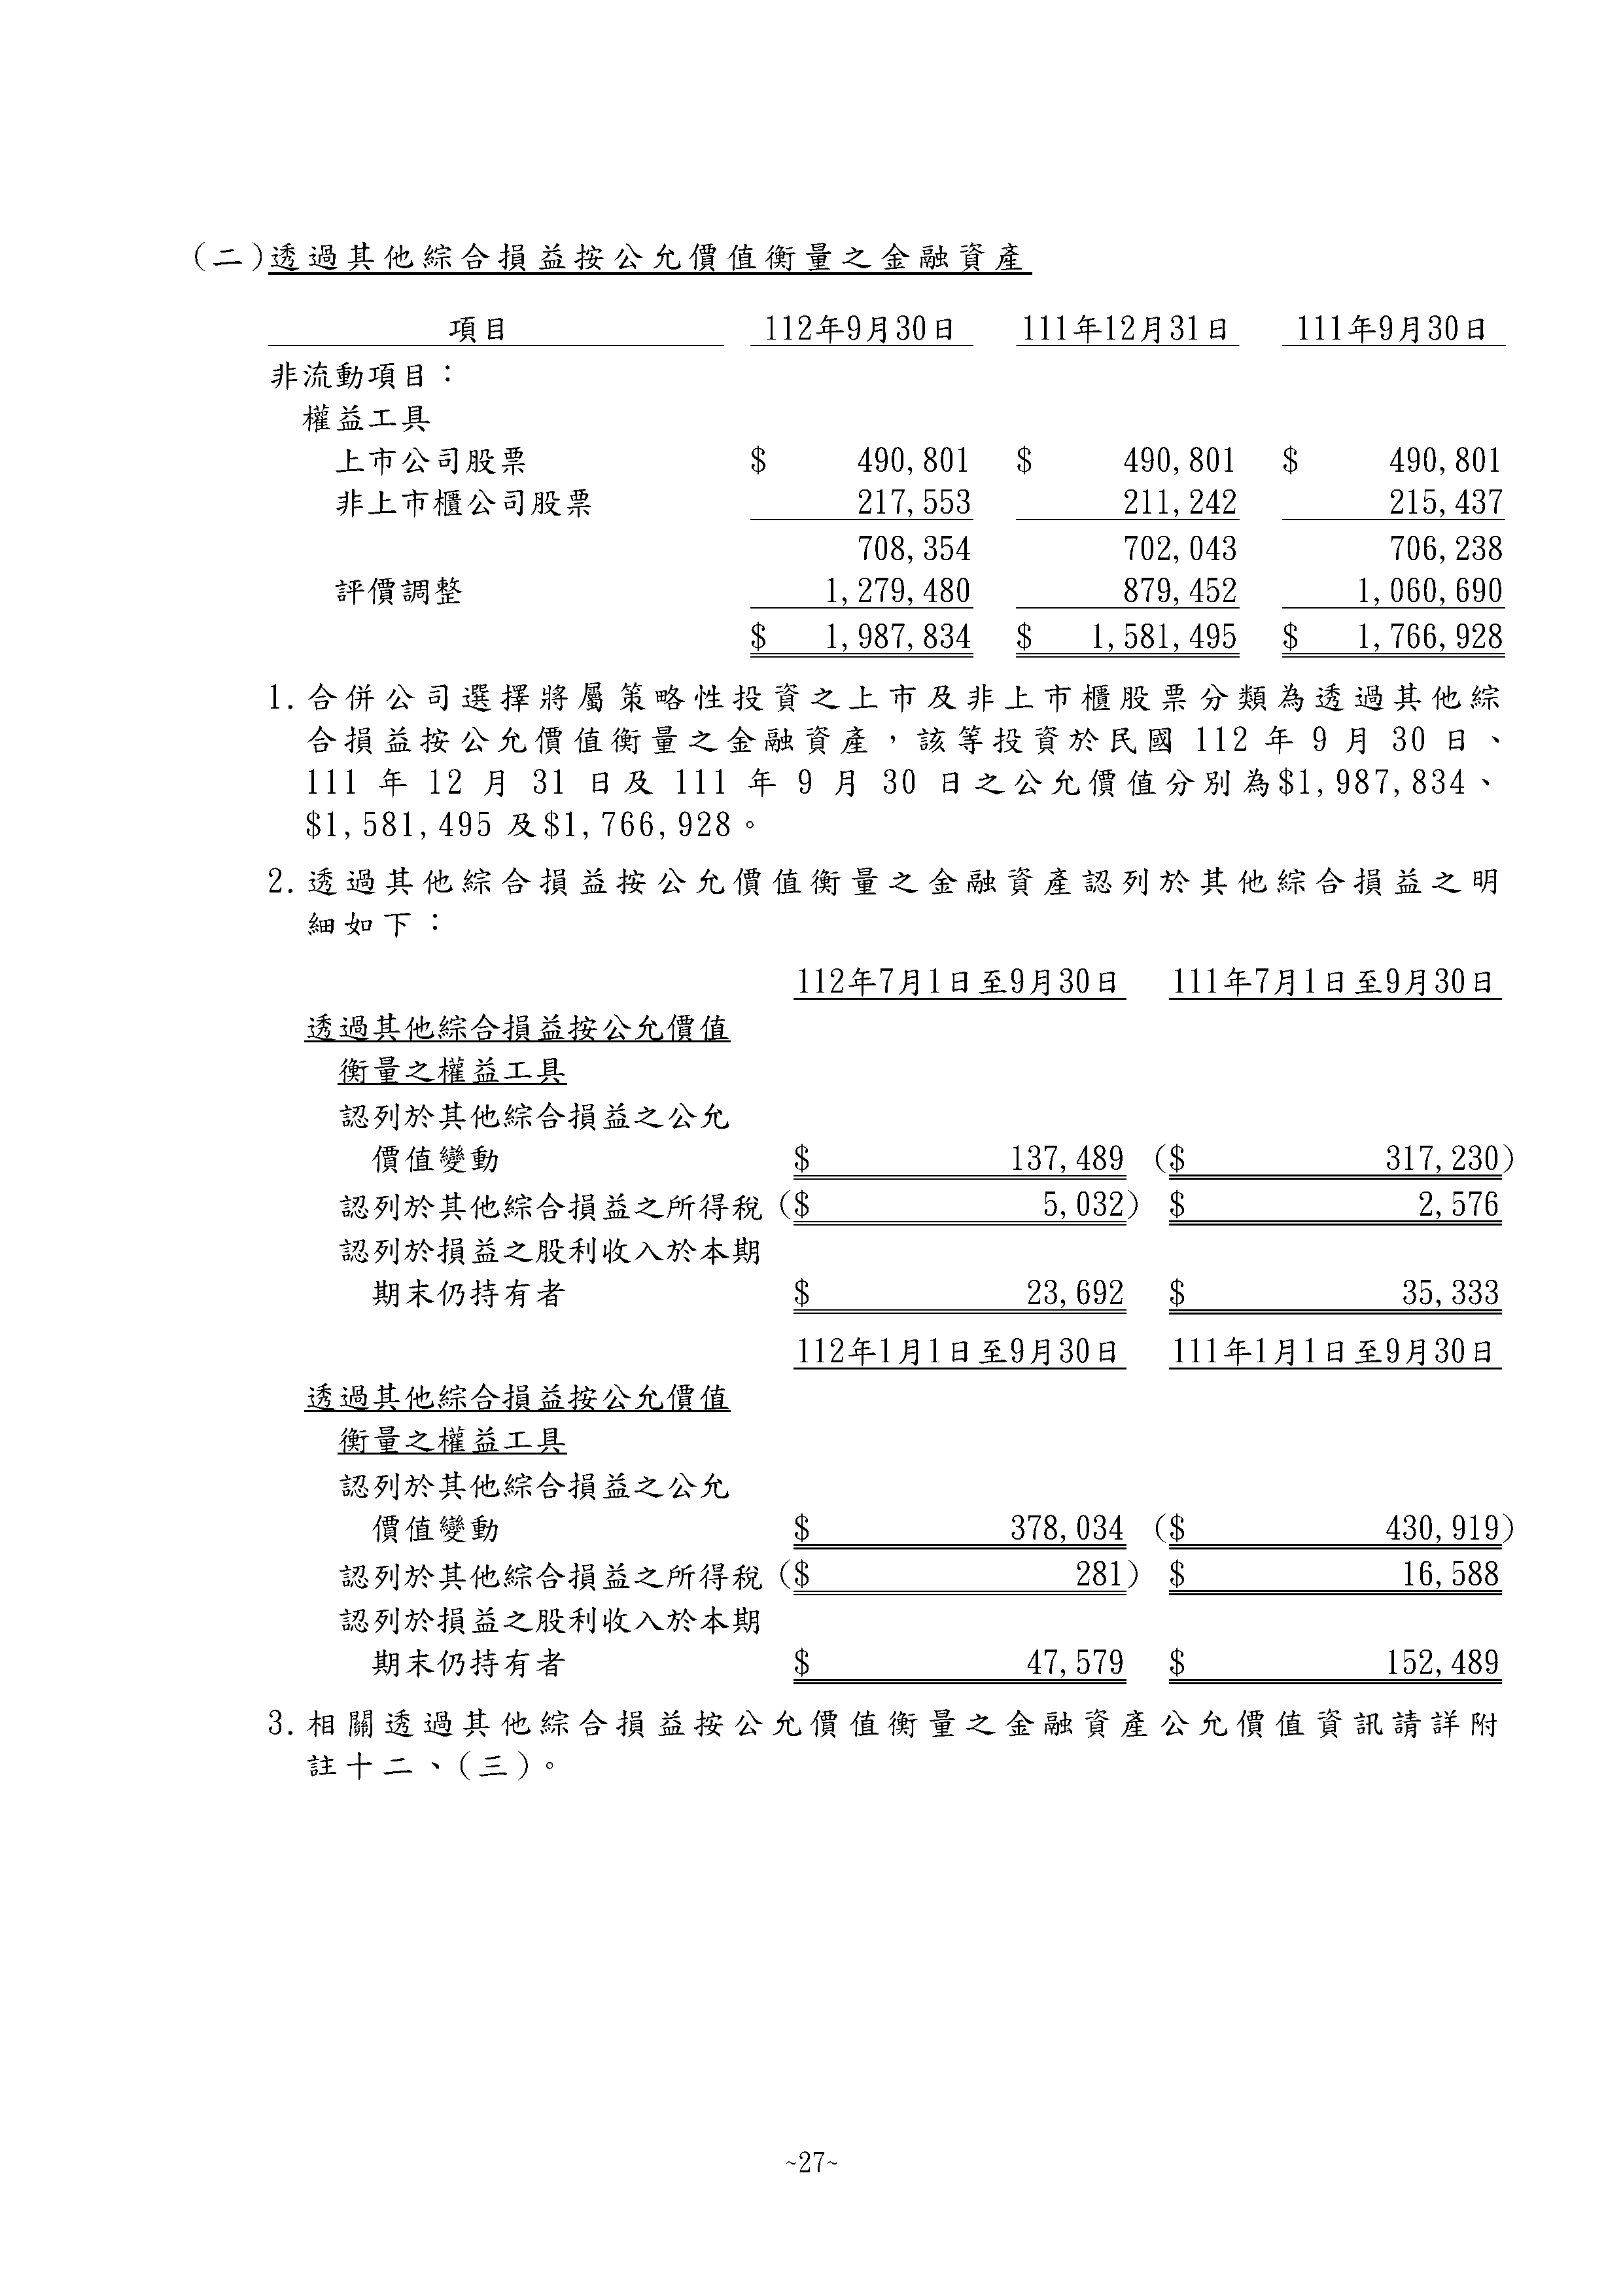 (二)透過其他綜合損益按公允價值衡量之金融資產
項目 112年9月30日 111年12月31日 111年9月30日
非流動項目：
權益工具
上市公司股票 $ 490,801 $ 490,801 $ 490,801
非上市櫃公司股票 217,553 211,242 215,437
708,354 702,043 706,238
評價調整 1,279,480 879,452 1,060,690
$ 1,987,834 $ 1,581,495 $ 1,766,928
1.合併公司選擇將屬策略性投資之上市及非上市櫃股票分類為透過其他綜
合損益按公允價值衡量之金融資產，該等投資於民國 112 年 9 月 30 日、
111 年 12 月 31 日及 111 年 9 月 30 日之公允價值分別為$1,987,834、
$1,581,495 及$1,766,928。
2.透過其他綜合損益按公允價值衡量之金融資產認列於其他綜合損益之明
細如下：
112年7月1日至9月30日 111年7月1日至9月30日
透過其他綜合損益按公允價值
衡量之權益工具
認列於其他綜合損益之公允
價值變動 $ 137,489 ($ 317,230)
認列於其他綜合損益之所得稅 ($ 5,032) $ 2,576
認列於損益之股利收入於本期
期末仍持有者 $ 23,692 $ 35,333
112年1月1日至9月30日 111年1月1日至9月30日
透過其他綜合損益按公允價值
衡量之權益工具
認列於其他綜合損益之公允
價值變動 $ 378,034 ($ 430,919)
認列於其他綜合損益之所得稅 ($ 281) $ 16,588
認列於損益之股利收入於本期
期末仍持有者 $ 47,579 $ 152,489
3.相關透過其他綜合損益按公允價值衡量之金融資產公允價值資訊請詳附
註十二、(三)。
~27~